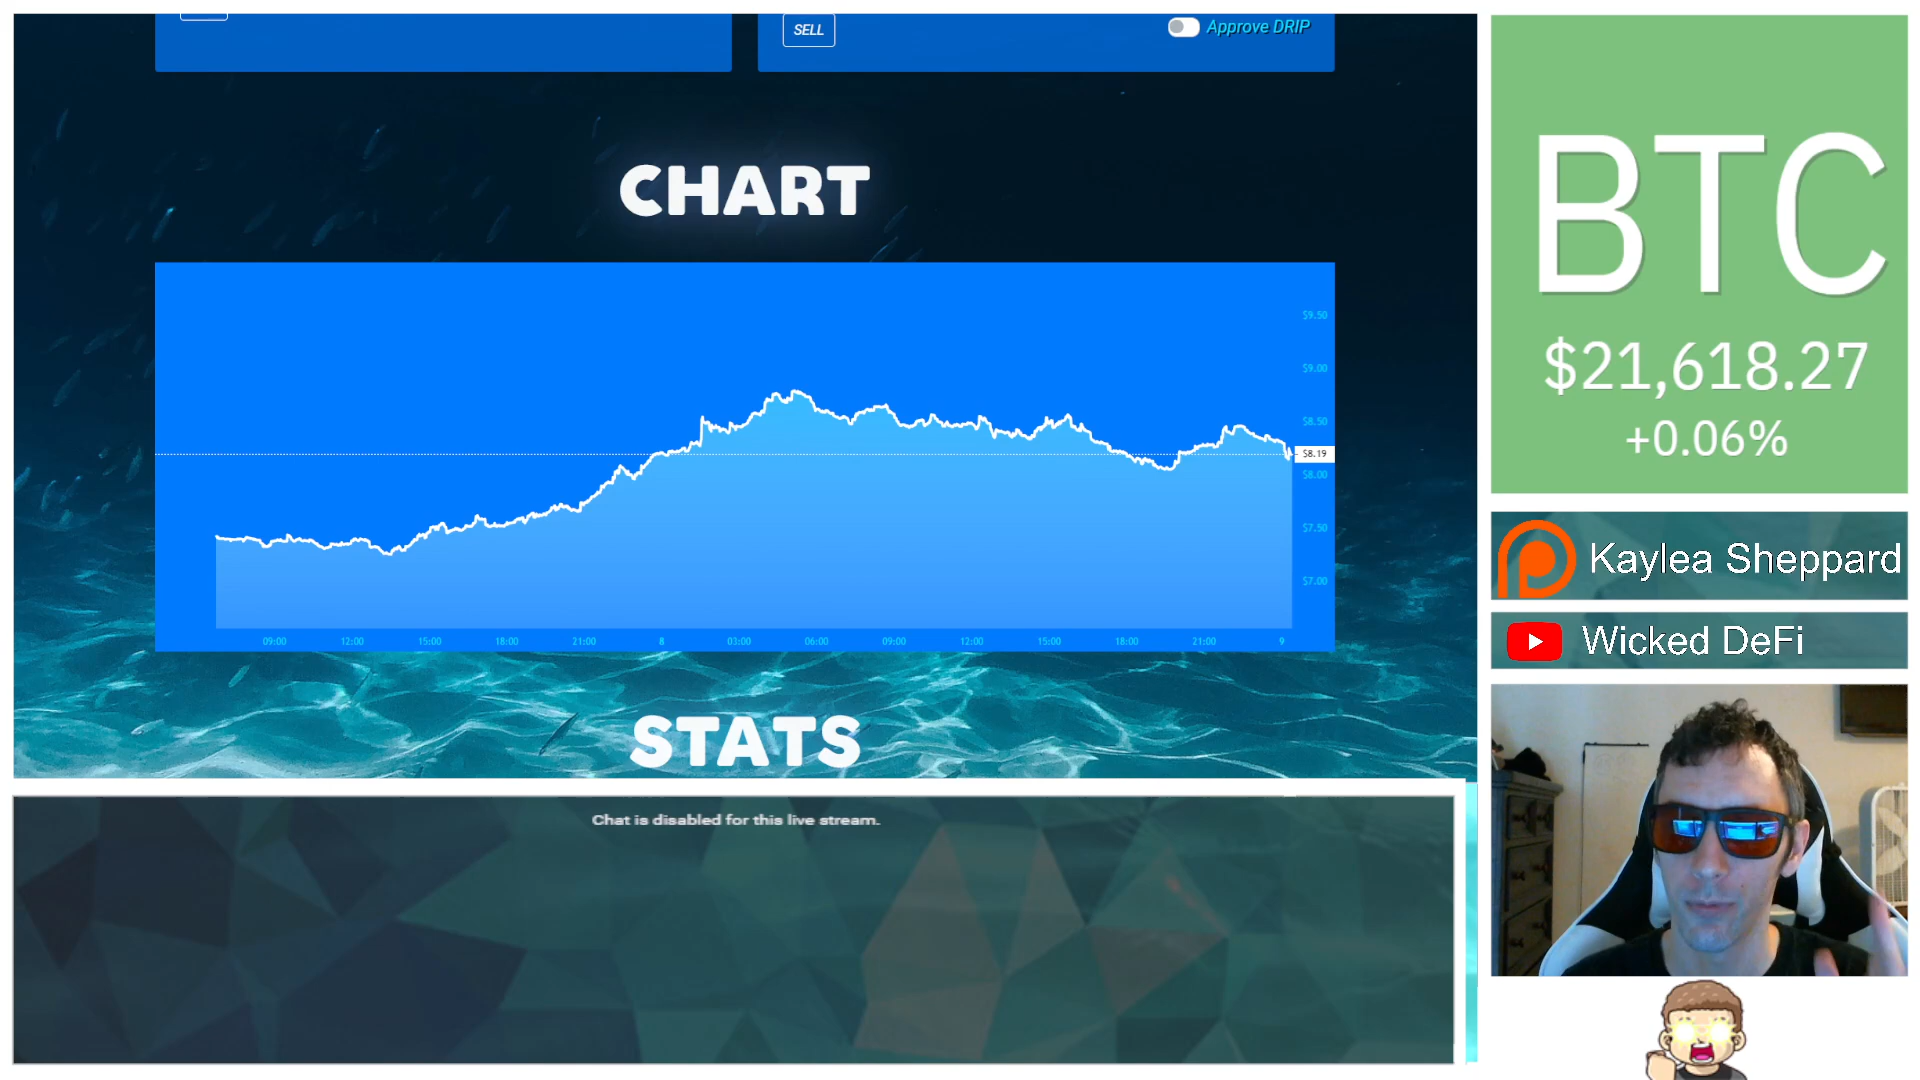 SELL
Approve DRIP
CHART
$9.50
$9.00
$8.50
$8.19
$8.00
$7.50
$7.00
09:00 12:00 15:00 18:00 21:00 8 03:00 06:00 09:00 12:00 15:00 18:00 21:00 9
STATS
Chat is disabled for this live stream.
BTC
$21,618.27
+0.06%
Kaylea Sheppard
Wicked DeFi